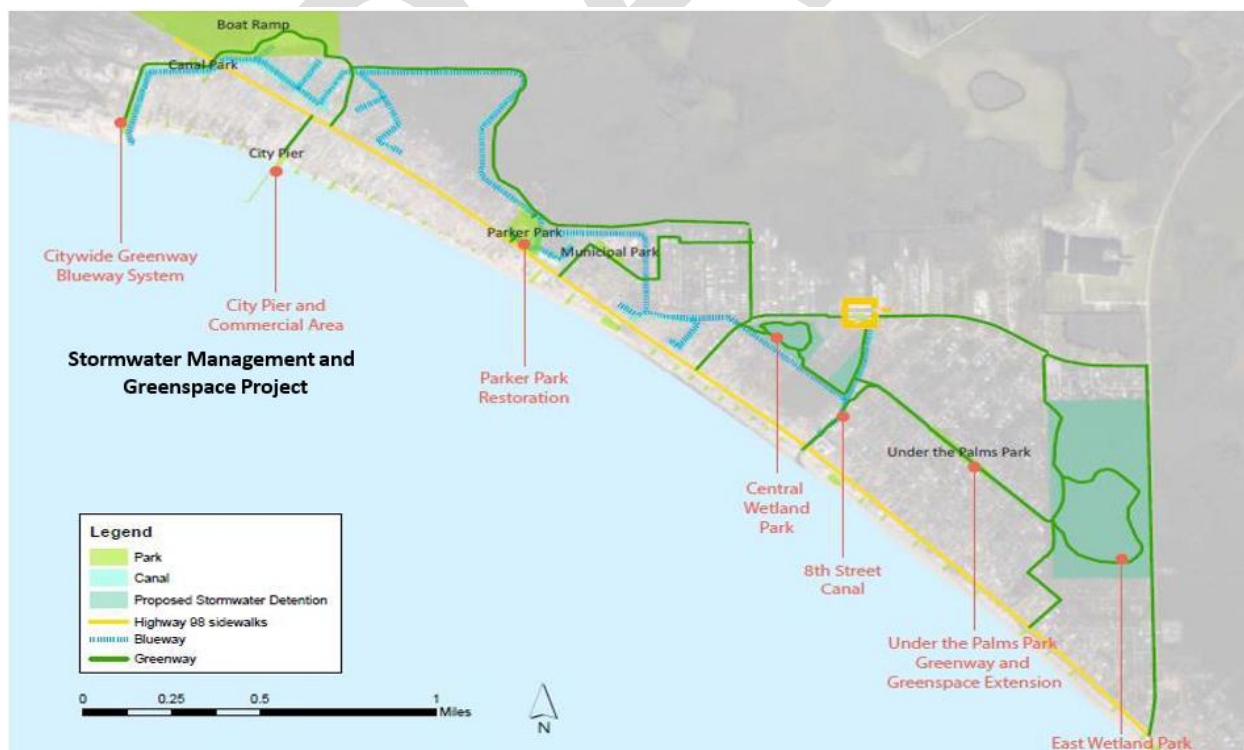 Boat Ramp
Canal Park
City Pier
Citywide Greenway
Blueway System
City Pier and
Commercial Area
Stormwater Management and
Greenspace Project
Parker Park
Municipal Park
Parker Park
Restoration
Under the Palms Park
Central
Wetland
Park
8th Street
Canal
Under the Palms Park
Greenway and
Greenspace Extension
East Wetland Park
Legend
Park
Canal
Proposed Stormwater Detention
Highway 98 sidewalks
Blueway
Greenway
0 0.25 0.5 1
Miles
N